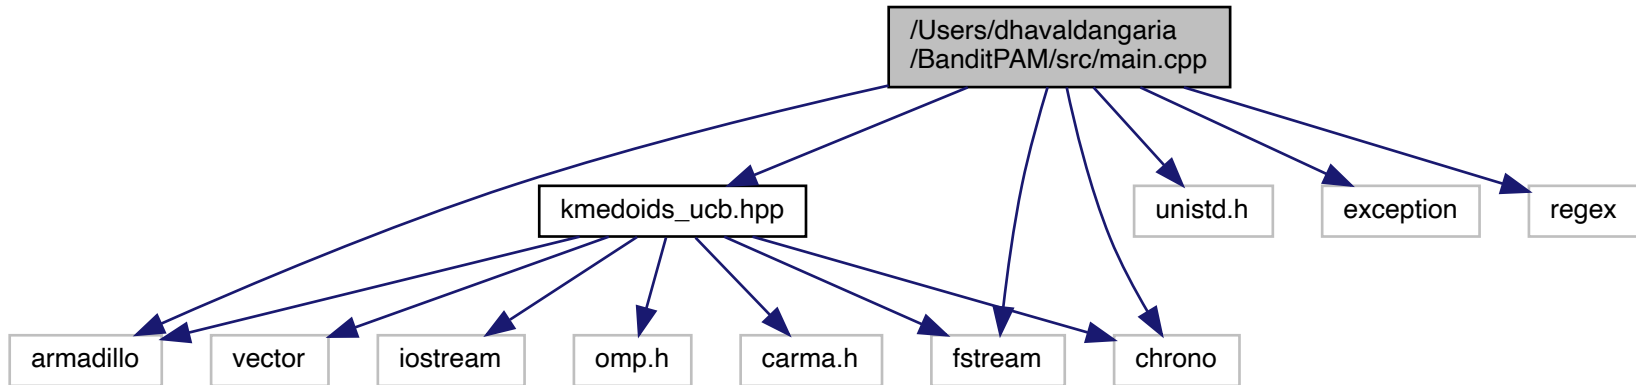 /Users/dhavaldangaria
/BanditPAM/src/main.cpp
kmedoids_ucb.hpp
unistd.h
exception
regex
armadillo
vector
iostream
omp.h
carma.h
fstream
chrono